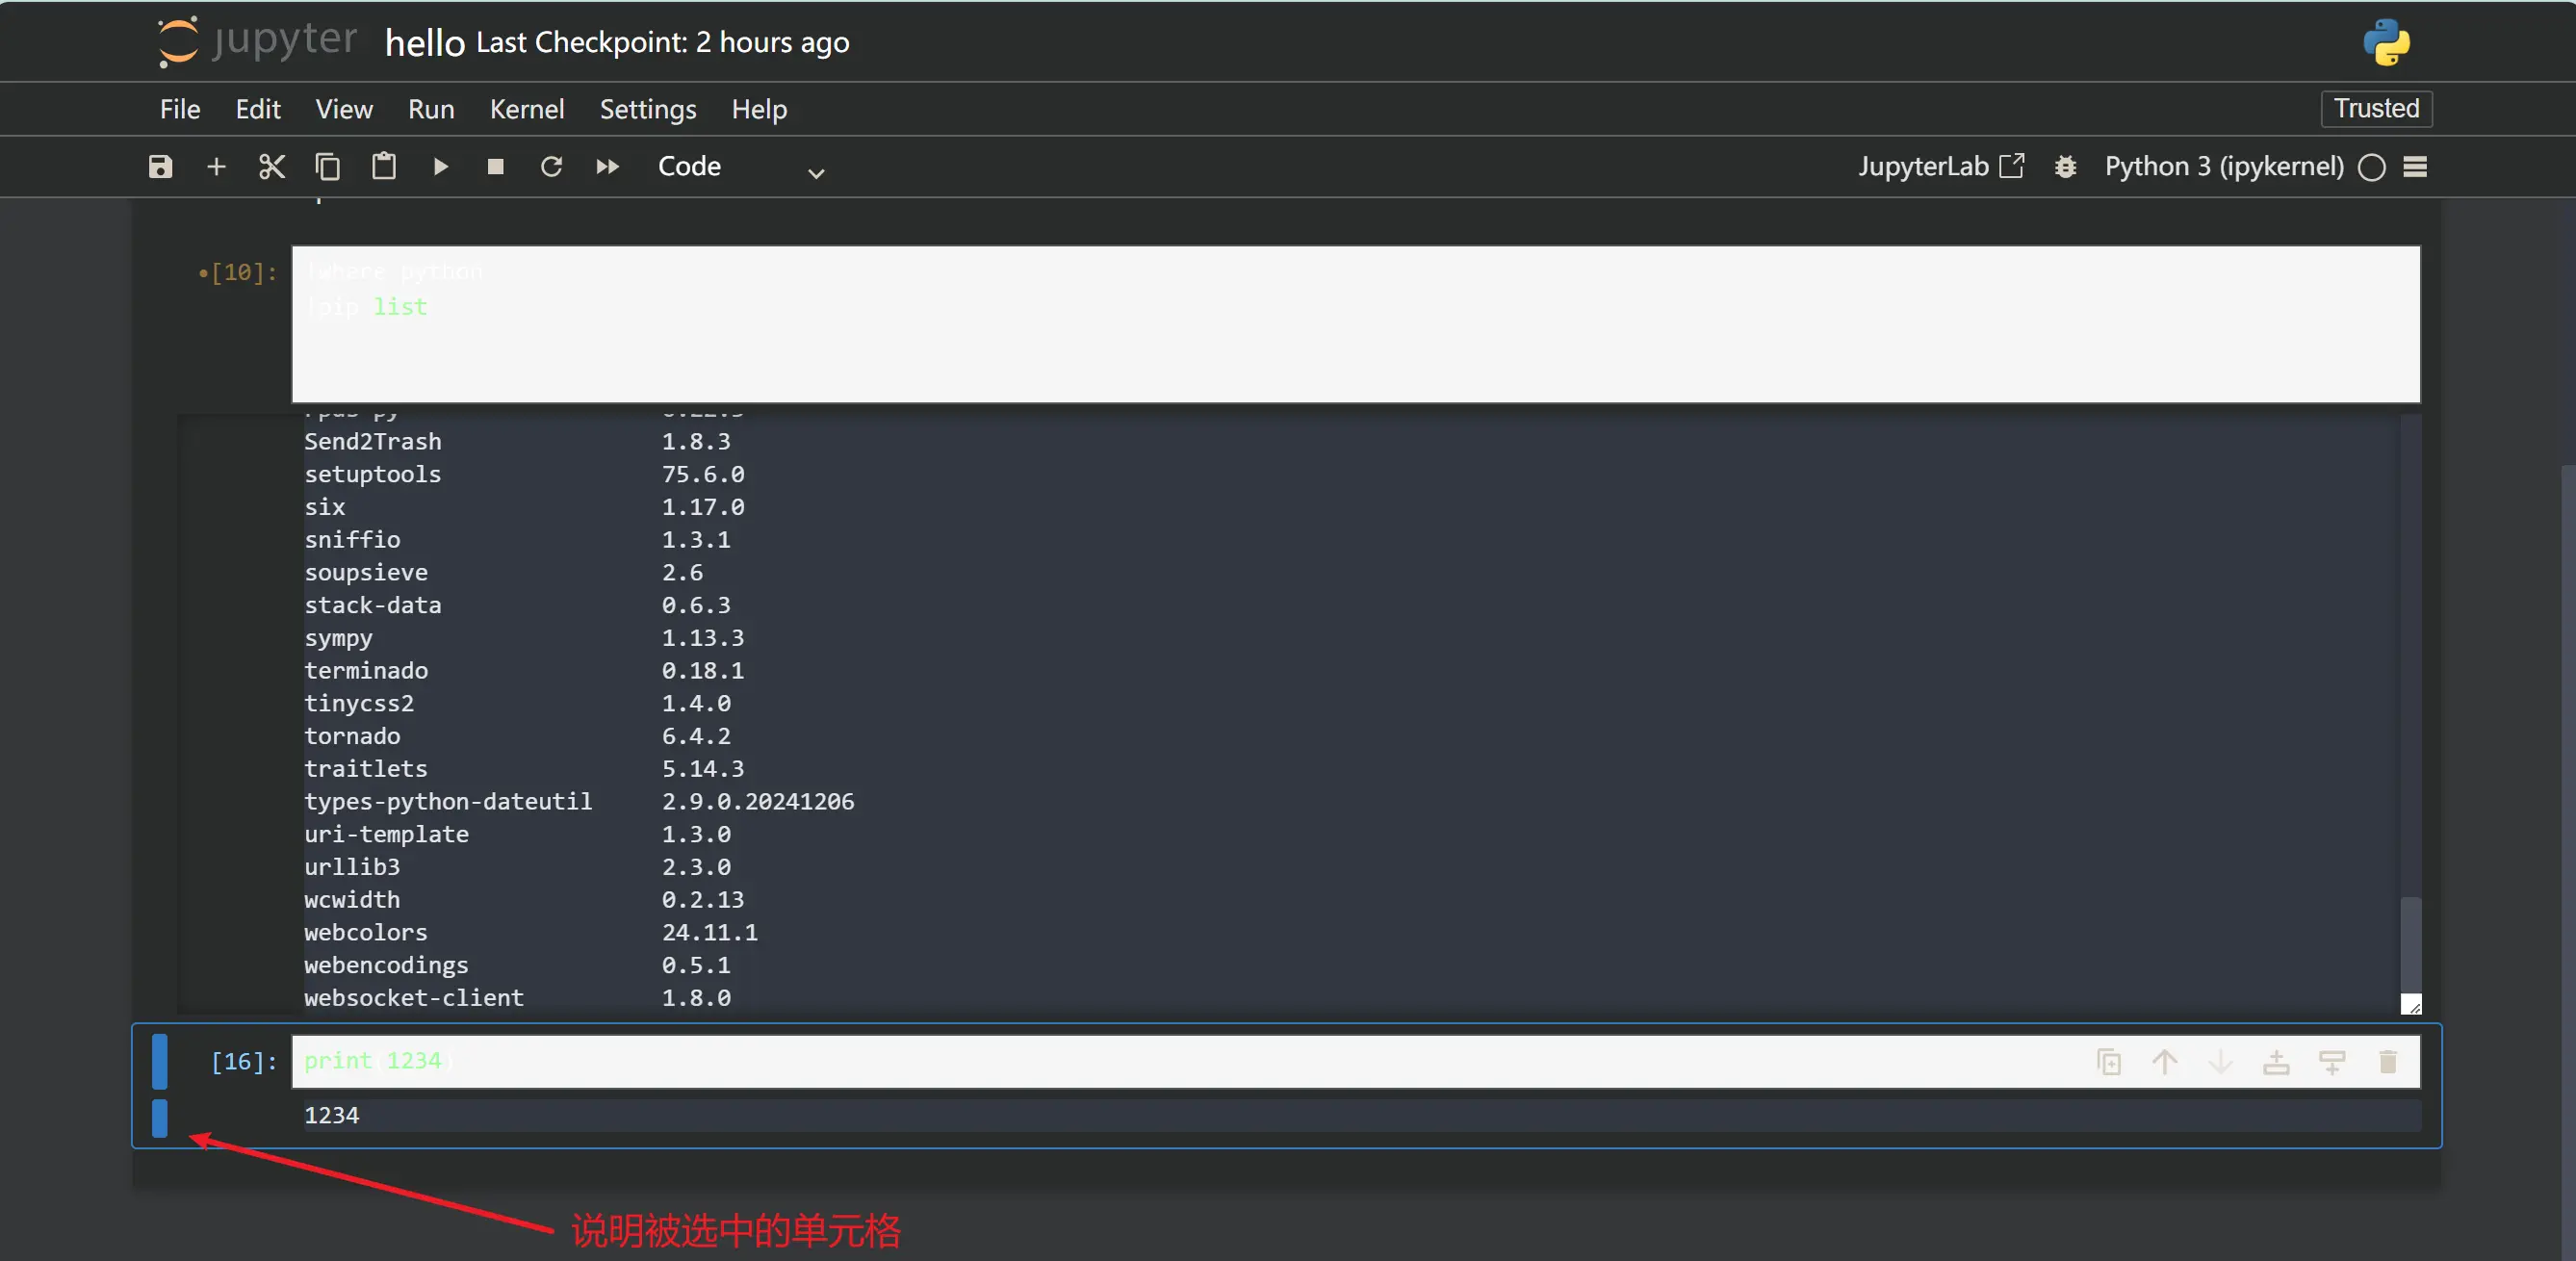 jupyter hello Last Checkpoint: 2 hours ago
File Edit View Run Kernel Settings Help Trusted
Code JupyterLab Python 3 (ipykernel)
•[10]: !where python
!pip list
Send2Trash 1.8.3
setuptools 75.6.0
six 1.17.0
sniffio 1.3.1
soupsieve 2.6
stack-data 0.6.3
sympy 1.13.3
terminado 0.18.1
tinycss2 1.4.0
tornado 6.4.2
traitlets 5.14.3
types-python-dateutil 2.9.0.20241206
uri-template 1.3.0
urllib3 2.3.0
wcwidth 0.2.13
webcolors 24.11.1
webencodings 0.5.1
websocket-client 1.8.0
[16]: print(1234)
1234
说明被选中的单元格